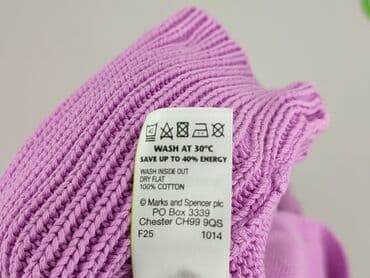 WASH AT 30°C
SAVE UP TO 40% ENERGY
WASH INSIDE OUT
DRY FLAT
100% COTTON
© Marks and Spencer plc
PO Box 3339
Chester CH99 9QS
F25 1014